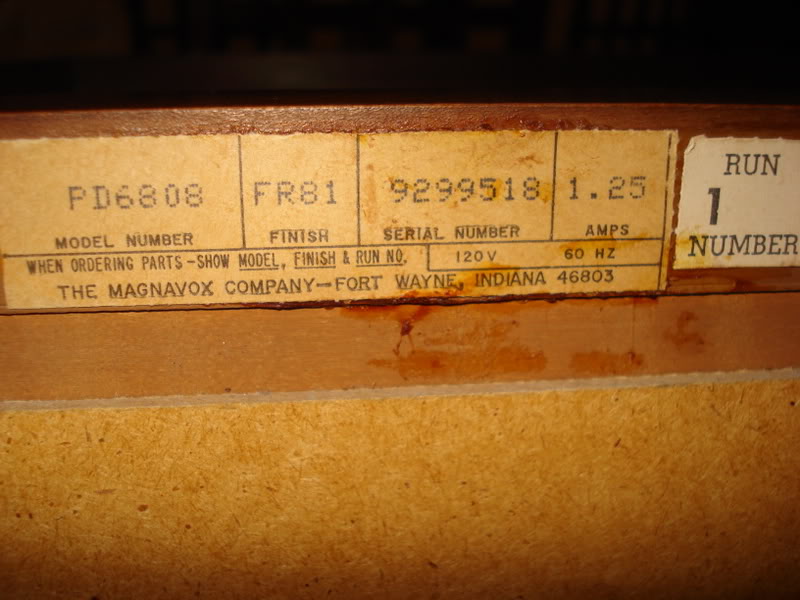 PD6808 FR81 9299518 1.25
MODEL NUMBER FINISH SERIAL NUMBER AMPS
WHEN ORDERING PARTS-SHOW MODEL, FINISH & RUN NO. 120V 60 HZ
THE MAGNAVOX COMPANY-FORT WAYNE, INDIANA 46803
RUN
1
NUMBER